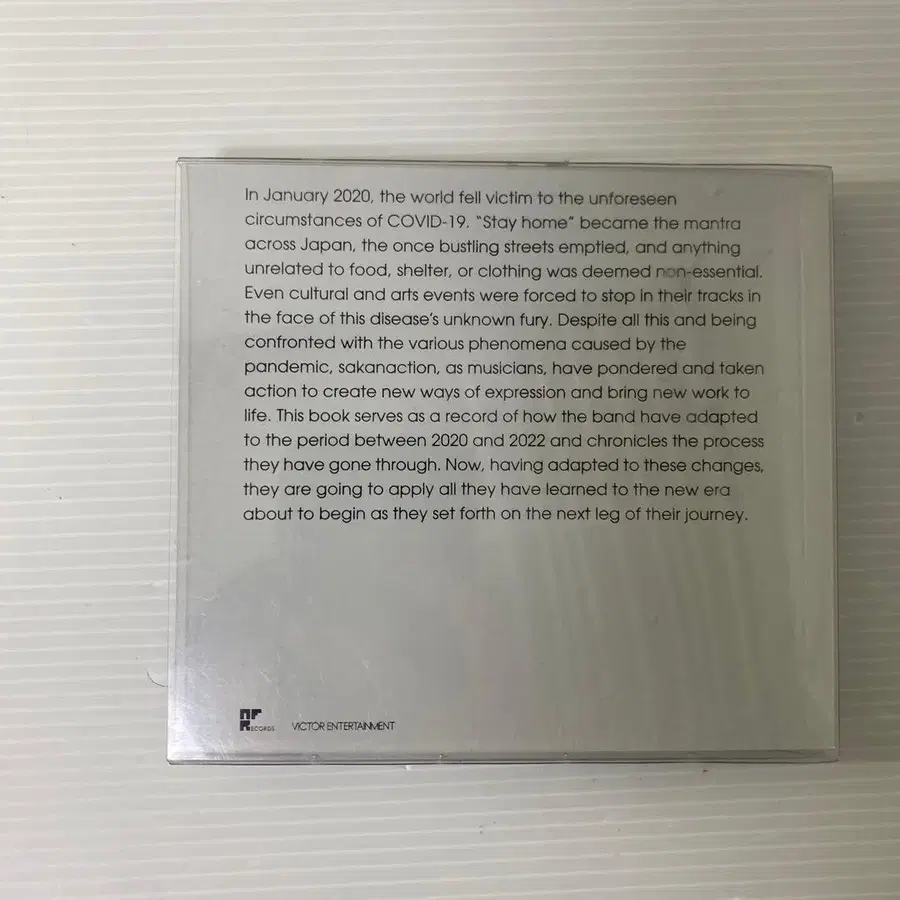 In January 2020, the world fell victim to the unforeseen
circumstances of COVID-19. “Stay home” became the mantra
across Japan, the once bustling streets emptied, and anything
unrelated to food, shelter, or clothing was deemed non-essential.
Even cultural and arts events were forced to stop in their tracks in
the face of this disease's unknown fury. Despite all this and being
confronted with the various phenomena caused by the
pandemic, sakanaction, as musicians, have pondered and taken
action to create new ways of expression and bring new work to
life. This book serves as a record of how the band have adapted
to the period between 2020 and 2022 and chronicles the process
they have gone through. Now, having adapted to these changes,
they are going to apply all they have learned to the new era
about to begin as they set forth on the next leg of their journey.
NF
RECORDS VICTOR ENTERTAINMENT